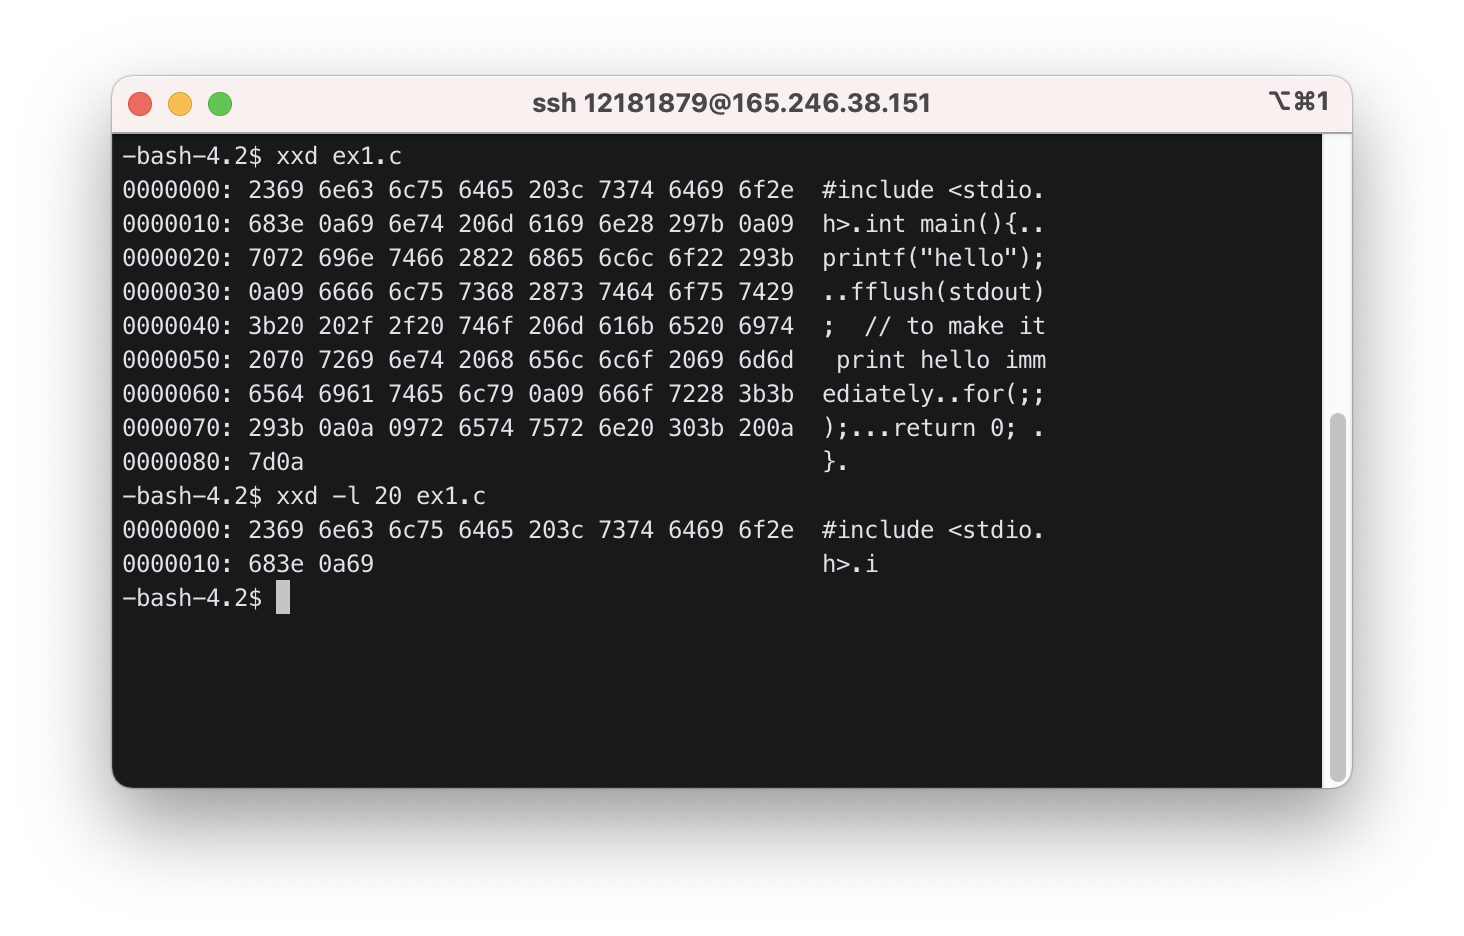 ssh 12181879@165.246.38.151 ⌥⌘1
-bash-4.2$ xxd ex1.c
0000000: 2369 6e63 6c75 6465 203c 7374 6469 6f2e  #include <stdio.
0000010: 683e 0a69 6e74 206d 6169 6e28 297b 0a09  h>.int main(){..
0000020: 7072 696e 7466 2822 6865 6c6c 6f22 293b  printf("hello");
0000030: 0a09 6666 6c75 7368 2873 7464 6f75 7429  ..fflush(stdout)
0000040: 3b20 202f 2f20 746f 206d 616b 6520 6974  ;  // to make it
0000050: 2070 7269 6e74 2068 656c 6c6f 2069 6d6d   print hello imm
0000060: 6564 6961 7465 6c79 0a09 666f 7228 3b3b  ediately..for(;;
0000070: 293b 0a0a 0972 6574 7572 6e20 303b 200a  );...return 0; .
0000080: 7d0a                                     }.
-bash-4.2$ xxd -l 20 ex1.c
0000000: 2369 6e63 6c75 6465 203c 7374 6469 6f2e  #include <stdio.
0000010: 683e 0a69                                h>.i
-bash-4.2$